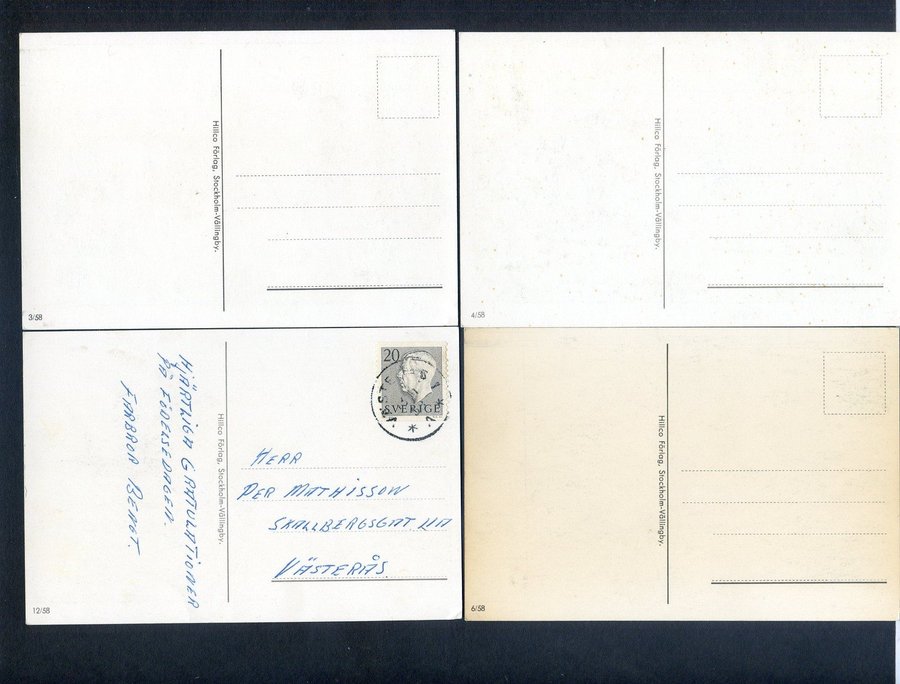 Hillco Förlag, Stockholm-Vällingby.
3/58
Hillco Förlag, Stockholm-Vällingby.
4/58
HJÄRTLIGA GRATULATIONER
PÅ FÖDELSEDAGEN.
FARBROR BENGT.
Hillco Förlag, Stockholm-Vällingby.
20
SVERIGE
HERR
PER MATHISSON
SKALLBERGSGAT.
VÄSTERÅS
12/58
Hillco Förlag, Stockholm-Vällingby.
6/58